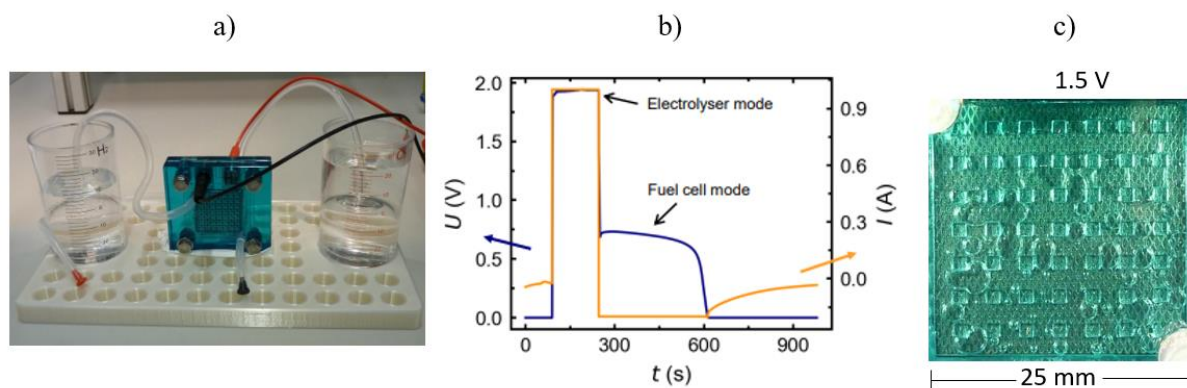 a)
b)
c)
H₂
2.0
1.5
1.0
0.5
0.0
U (V)
0
300
600
900
t (s)
0.9
0.6
0.3
0.0
I (A)
Electrolyser mode
Fuel cell mode
1.5 V
25 mm